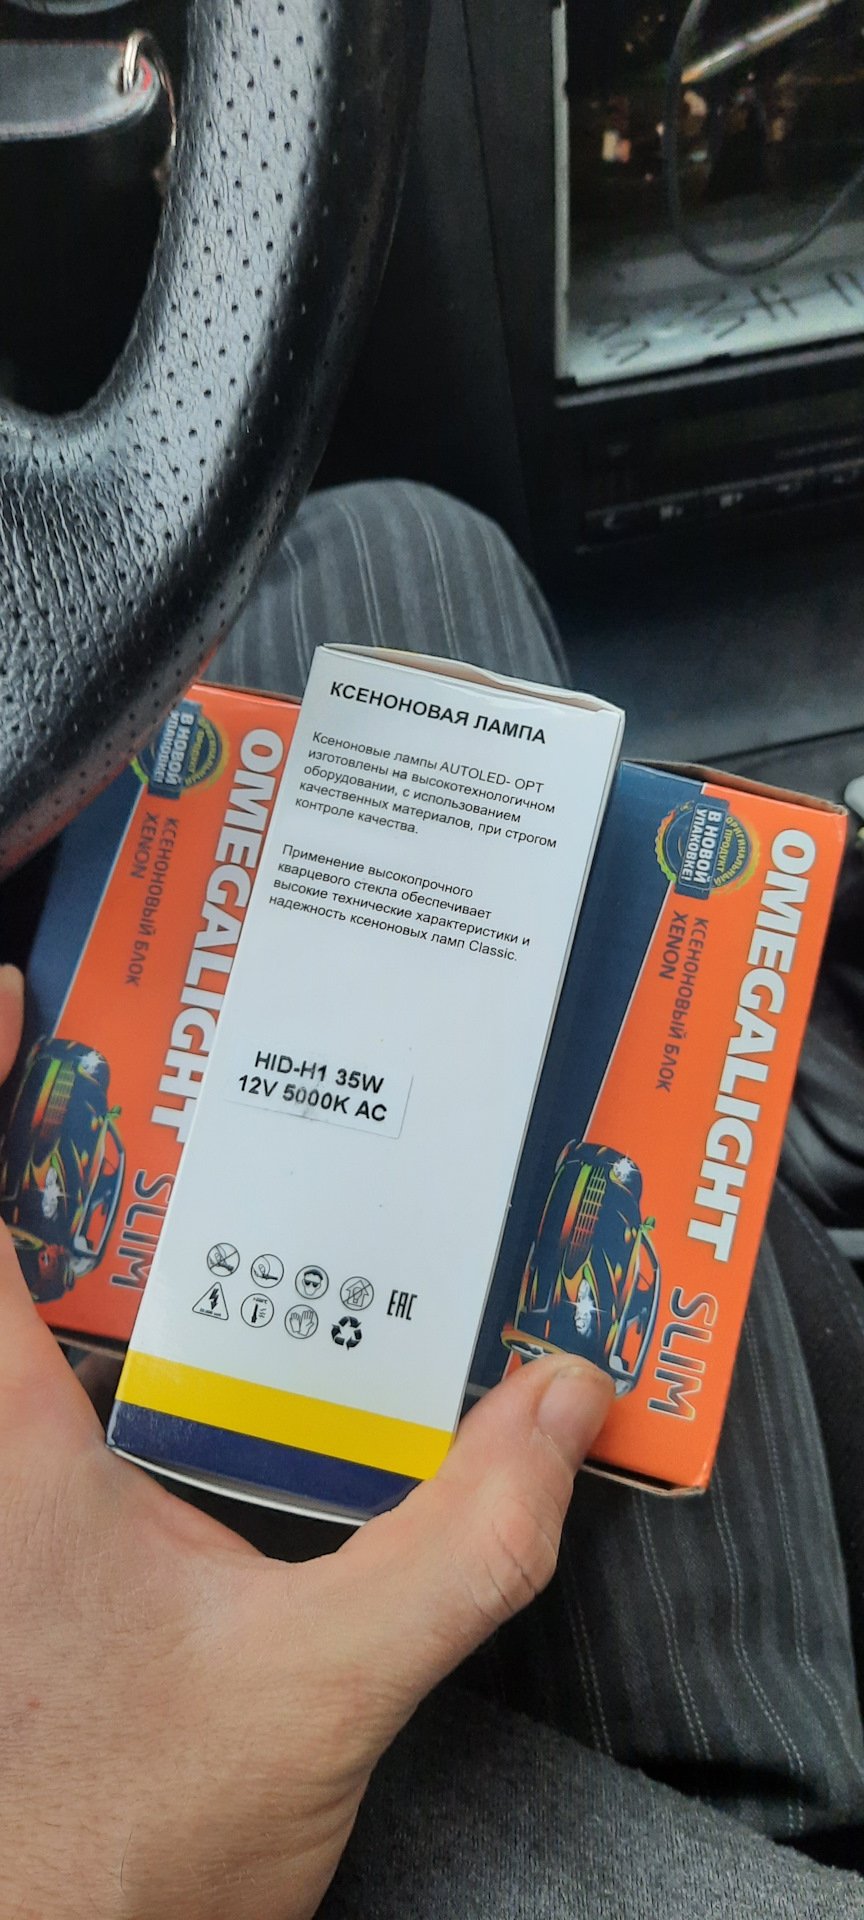 КСЕНОНОВАЯ ЛАМПА
Ксеноновые лампы AUTOLED- OPT
изготовлены на высокотехнологичном
оборудовании, с использованием
качественных материалов, при строгом
контроле качества.
Применение высокопрочного
кварцевого стекла обеспечивает
высокие технические характеристики и
надежность ксеноновых ламп Classic.
HID-H1 35W
12V 5000K AC
EAC
OMEGALIGHT
SLIM
КСЕНОНОВЫЙ БЛОК
XENON
В НОВОЙ
УПАКОВКЕ!
OMEGALIGHT
SLIM
КСЕНОНОВЫЙ БЛОК
XENON
ОРИГИНАЛЬНЫЙ
ПРОДУКТ
В НОВОЙ
УПАКОВКЕ!